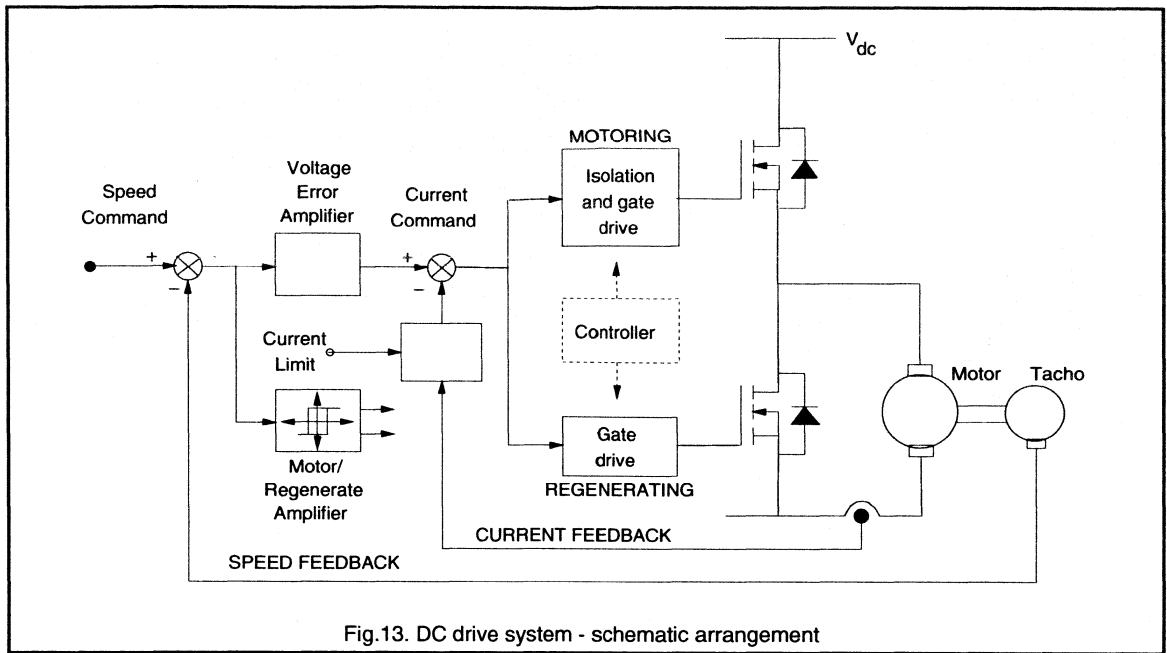 V
dc
MOTORING
Isolation
and gate
drive
Voltage
Error
Amplifier
Speed
Command
Current
Command
+
−
+
−
Controller
Current
Limit
Motor
Tacho
Gate
drive
REGENERATING
Motor/
Regenerate
Amplifier
CURRENT FEEDBACK
SPEED FEEDBACK
Fig.13. DC drive system - schematic arrangement